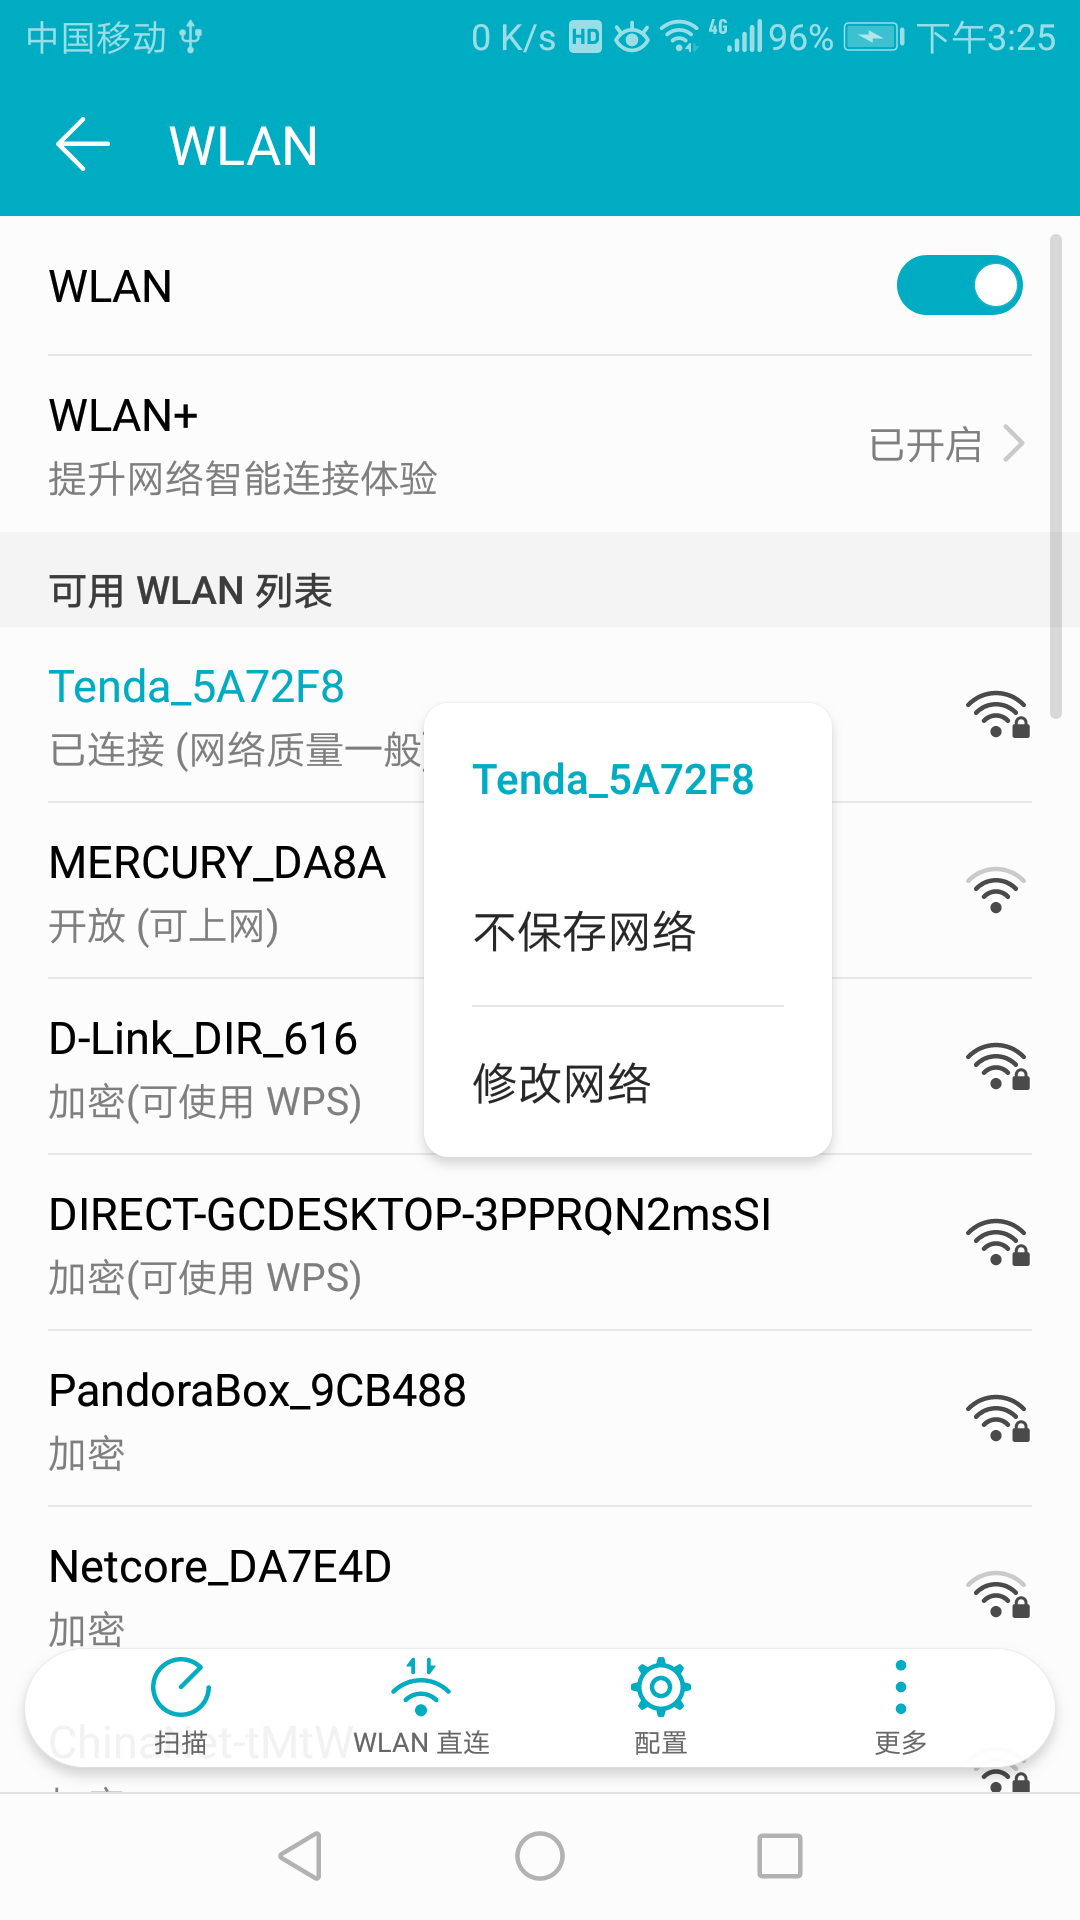 中国移动 0 K/s HD 4G 96% 下午3:25
WLAN
WLAN
WLAN+
提升网络智能连接体验
已开启
可用 WLAN 列表
Tenda_5A72F8
已连接 (网络质量一般
Tenda_5A72F8
不保存网络
修改网络
MERCURY_DA8A
开放 (可上网)
D-Link_DIR_616
加密(可使用 WPS)
DIRECT-GCDESKTOP-3PPRQN2msSI
加密(可使用 WPS)
PandoraBox_9CB488
加密
Netcore_DA7E4D
加密
ChinaNet-tMtW
扫描 WLAN 直连 配置 更多